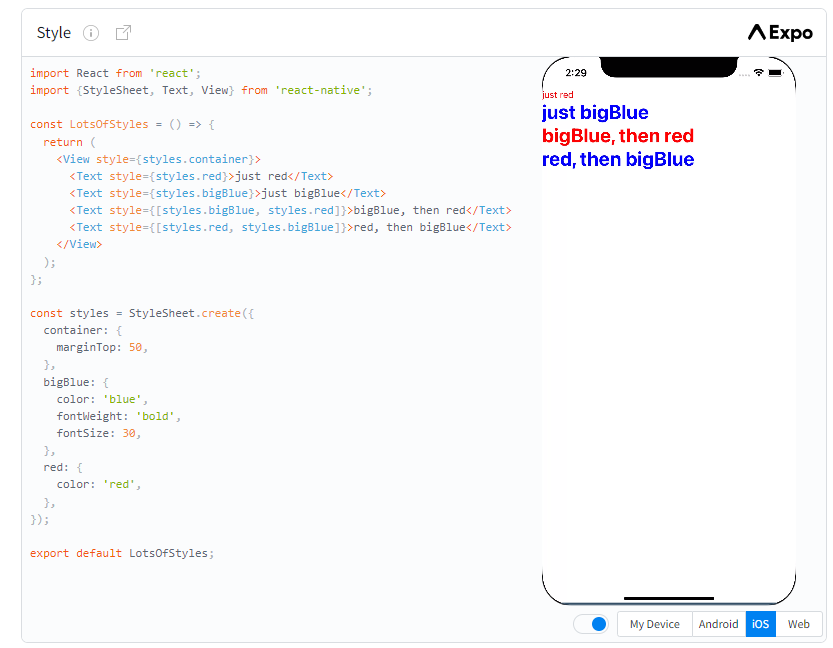 Style
Expo
import React from 'react';
import {StyleSheet, Text, View} from 'react-native';
const LotsOfStyles = () => {
  return (
    <View style={styles.container}>
      <Text style={styles.red}>just red</Text>
      <Text style={styles.bigBlue}>just bigBlue</Text>
      <Text style={[styles.bigBlue, styles.red]}>bigBlue, then red</Text>
      <Text style={[styles.red, styles.bigBlue]}>red, then bigBlue</Text>
    </View>
  );
};
const styles = StyleSheet.create({
  container: {
    marginTop: 50,
  },
  bigBlue: {
    color: 'blue',
    fontWeight: 'bold',
    fontSize: 30,
  },
  red: {
    color: 'red',
  },
});
export default LotsOfStyles;
2:29
just red
just bigBlue
bigBlue, then red
red, then bigBlue
My Device
Android
iOS
Web